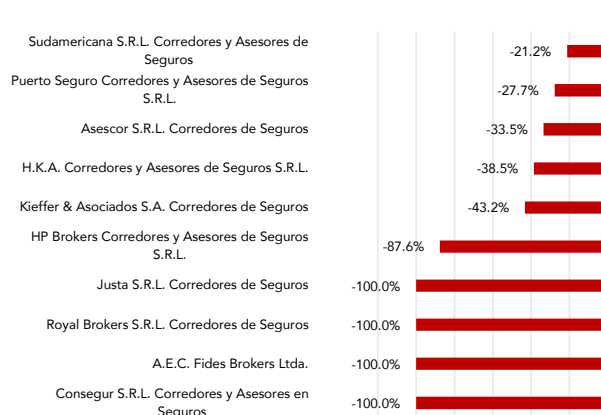 Sudamericana S.R.L. Corredores y Asesores de
Seguros
-21.2%
Puerto Seguro Corredores y Asesores de Seguros
S.R.L.
-27.7%
Asescor S.R.L. Corredores de Seguros
-33.5%
H.K.A. Corredores y Asesores de Seguros S.R.L.
-38.5%
Kieffer & Asociados S.A. Corredores de Seguros
-43.2%
HP Brokers Corredores y Asesores de Seguros
S.R.L.
-87.6%
Justa S.R.L. Corredores de Seguros
-100.0%
Royal Brokers S.R.L. Corredores de Seguros
-100.0%
A.E.C. Fides Brokers Ltda.
-100.0%
Consegur S.R.L. Corredores y Asesores en
Seguros
-100.0%